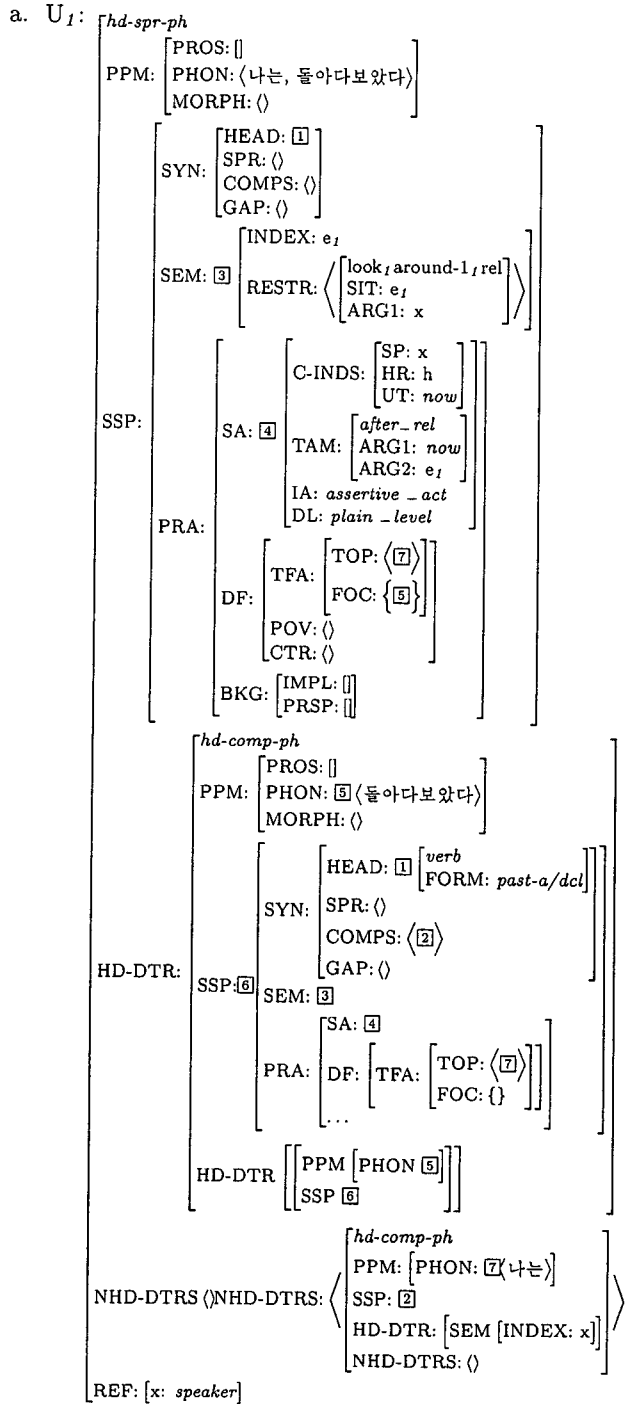 a. U1: hd-spr-ph
PROS: []
PPM: PHON: ⟨나는, 돌아다보았다⟩
MORPH: ⟨⟩
HEAD: 1
SYN: SPR: ⟨⟩
COMPS: ⟨⟩
GAP: ⟨⟩
INDEX: e1
SEM: 3 RESTR: ⟨[look1around-11rel
SIT: e1
ARG1: x]⟩
SSP:
PRA:
SP: x
C-INDS: HR: h
UT: now
SA: 4
after_rel
TAM: ARG1: now
ARG2: e1
IA: assertive _act
DL: plain _level
DF: TFA: TOP: ⟨7⟩
FOC: {5}
POV: ⟨⟩
CTR: ⟨⟩
BKG: IMPL: []
PRSP: []
hd-comp-ph
PROS: []
PPM: PHON: 5⟨돌아다보았다⟩
MORPH: ⟨⟩
HEAD: 1 [verb
FORM: past-a/dcl]
SYN: SPR: ⟨⟩
COMPS: ⟨2⟩
GAP: ⟨⟩
HD-DTR: SSP:6
SEM: 3
SA: 4
PRA: DF: [TFA: [TOP: ⟨7⟩
FOC: {}]]
...
HD-DTR [[PPM [PHON 5]
SSP 6]]
hd-comp-ph
PPM: [PHON: 7⟨나는⟩]
NHD-DTRS ⟨⟩NHD-DTRS: SSP: 2
HD-DTR: [SEM [INDEX: x]]
NHD-DTRS: ⟨⟩
REF: [x: speaker]